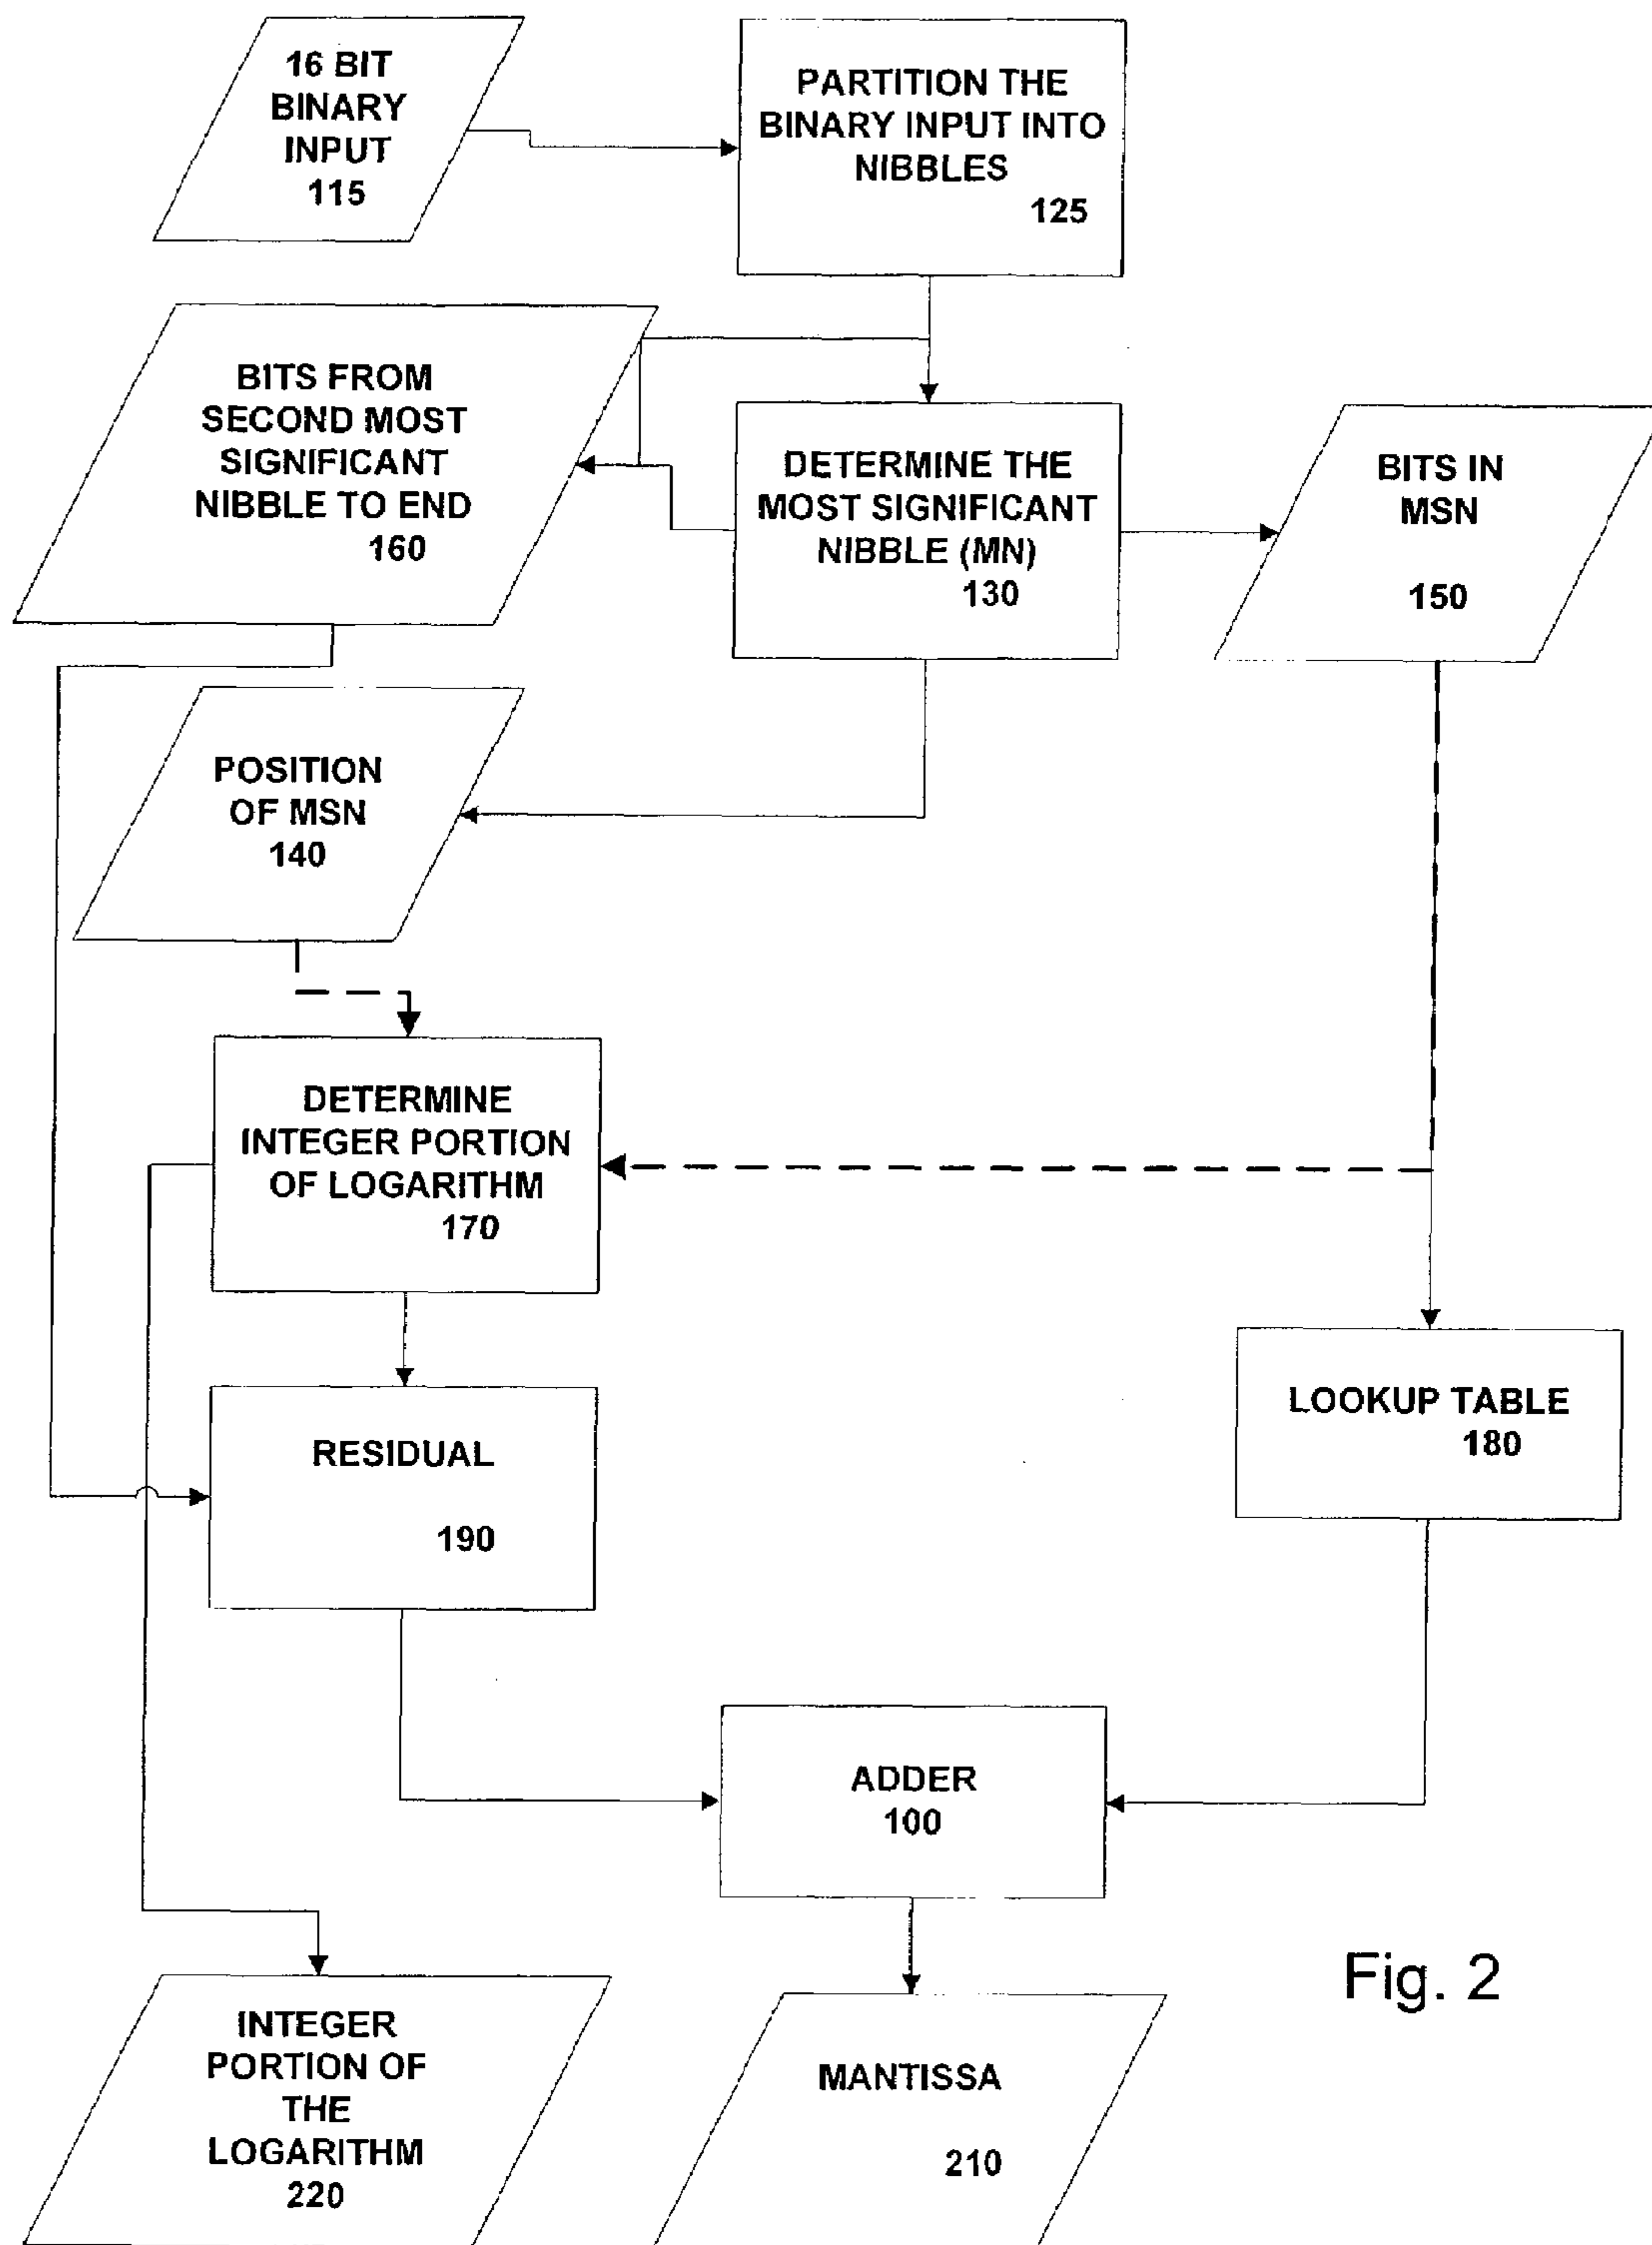 16 BIT
BINARY
INPUT
115
PARTITION THE
BINARY INPUT INTO
NIBBLES
125
BITS FROM
SECOND MOST
SIGNIFICANT
NIBBLE TO END
160
DETERMINE THE
MOST SIGNIFICANT
NIBBLE (MN)
130
BITS IN
MSN
150
POSITION
OF MSN
140
DETERMINE
INTEGER PORTION
OF LOGARITHM
170
LOOKUP TABLE
180
RESIDUAL
190
ADDER
100
INTEGER
PORTION OF
THE
LOGARITHM
220
MANTISSA
210
Fig. 2